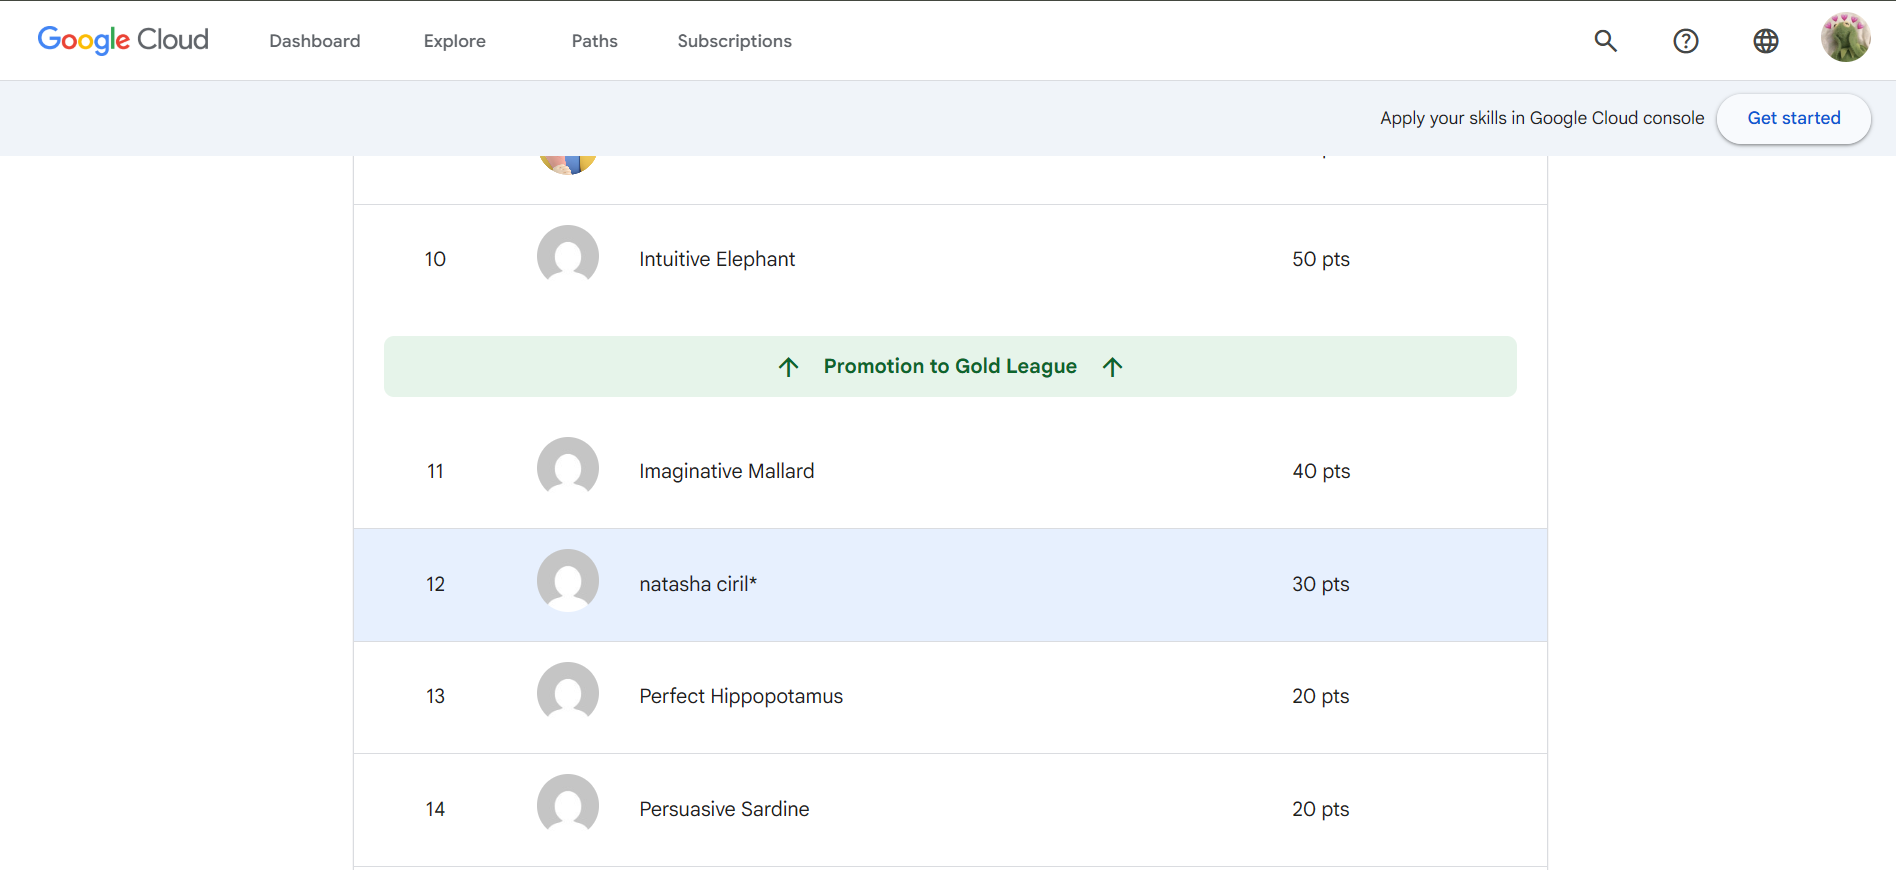 Google Cloud Dashboard Explore Paths Subscriptions
Apply your skills in Google Cloud console Get started
10 Intuitive Elephant 50 pts
↑ Promotion to Gold League ↑
11 Imaginative Mallard 40 pts
12 natasha ciril* 30 pts
13 Perfect Hippopotamus 20 pts
14 Persuasive Sardine 20 pts